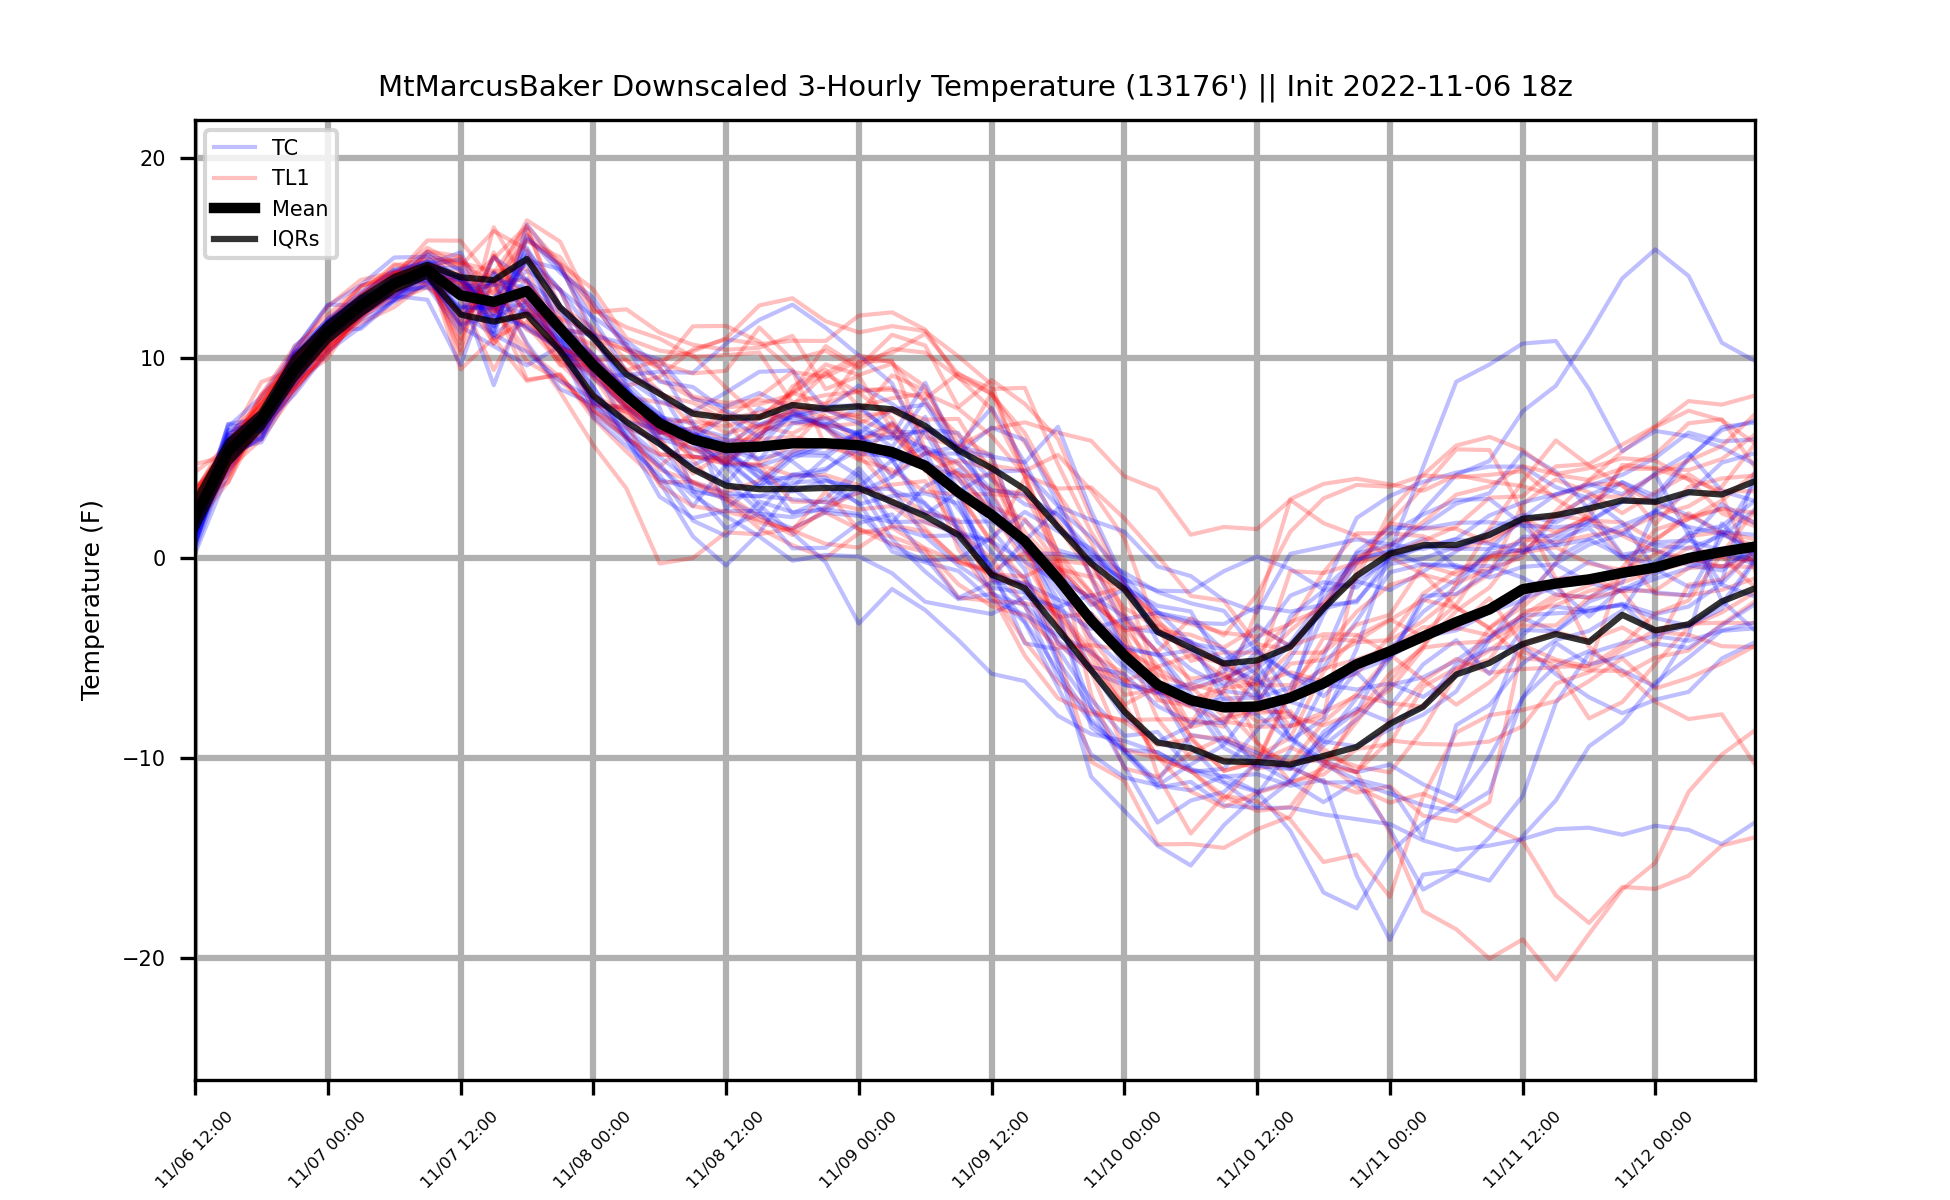 MtMarcusBaker Downscaled 3-Hourly Temperature (13176') || Init 2022-11-06 18z
TC
TL1
Mean
IQRs
Temperature (F)
20
10
0
−10
−20
11/06 12:00
11/07 00:00
11/07 12:00
11/08 00:00
11/08 12:00
11/09 00:00
11/09 12:00
11/10 00:00
11/10 12:00
11/11 00:00
11/11 12:00
11/12 00:00